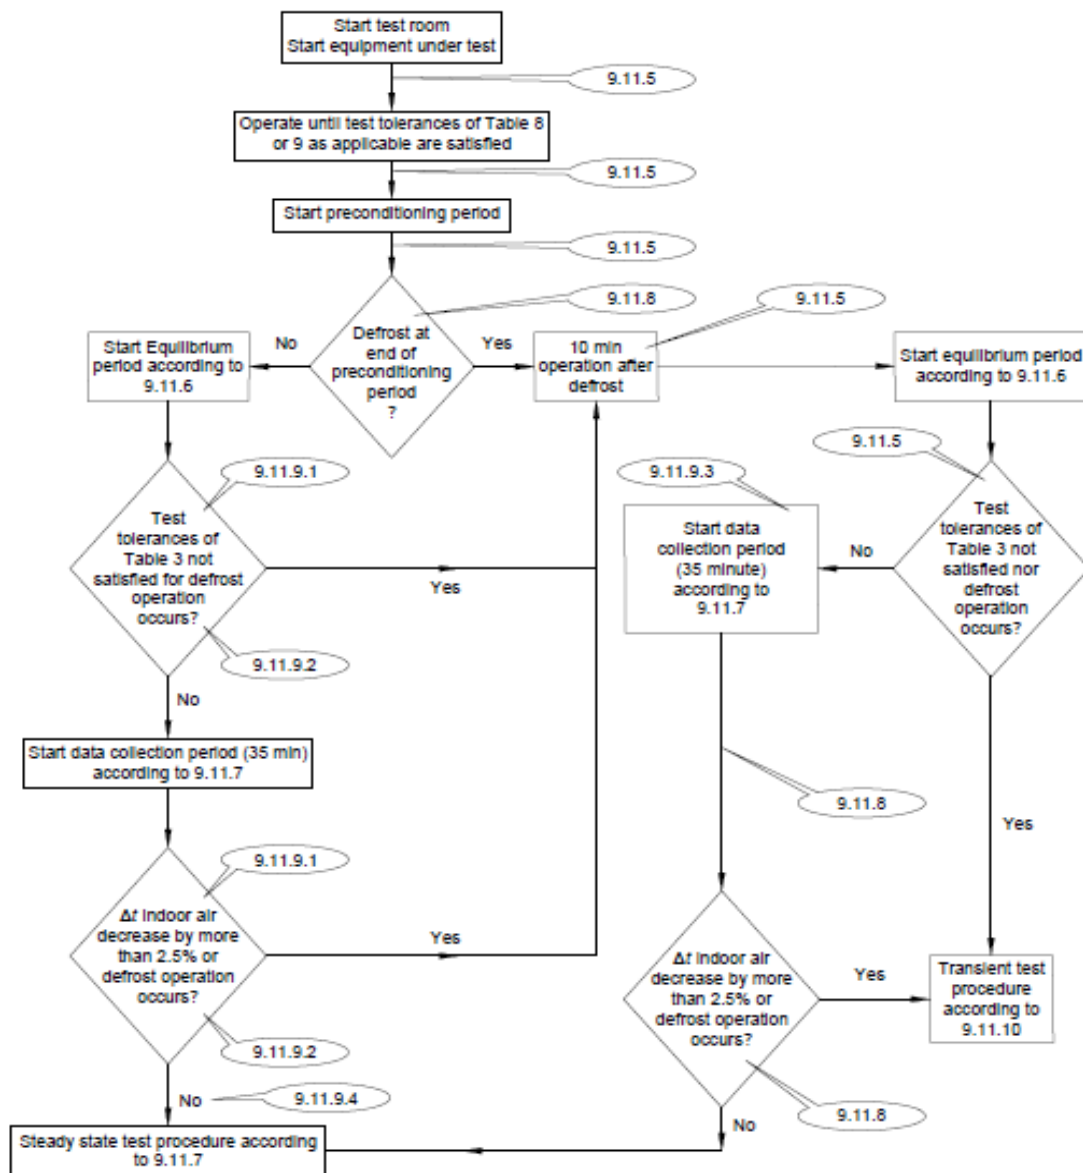 Start test room
Start equipment under test
9.11.5
Operate until test tolerances of Table 8
or 9 as applicable are satisfied
9.11.5
Start preconditioning period
9.11.5
9.11.8
9.11.5
Defrost at
end of
preconditioning
period
?
No
Yes
Start Equilibrium
period according to
9.11.6
10 min
operation after
defrost
Start equilibrium period
according to 9.11.6
9.11.5
9.11.9.1
9.11.9.3
Test
tolerances of
Table 3 not
satisfied for defrost
operation
occurs?
Yes
Start data
collection period
(35 minute)
according to
9.11.7
No
Test
tolerances of
Table 3 not
satisfied nor
defrost
operation
occurs?
9.11.9.2
No
Start data collection period (35 min)
according to 9.11.7
9.11.8
Yes
9.11.9.1
Δt Indoor air
decrease by more
than 2.5% or
defrost operation
occurs?
Yes
Δt Indoor air
decrease by more
than 2.5% or
defrost operation
occurs?
Yes
Transient test
procedure
according to
9.11.10
9.11.9.2
No
9.11.9.4
9.11.8
No
Steady state test procedure according
to 9.11.7